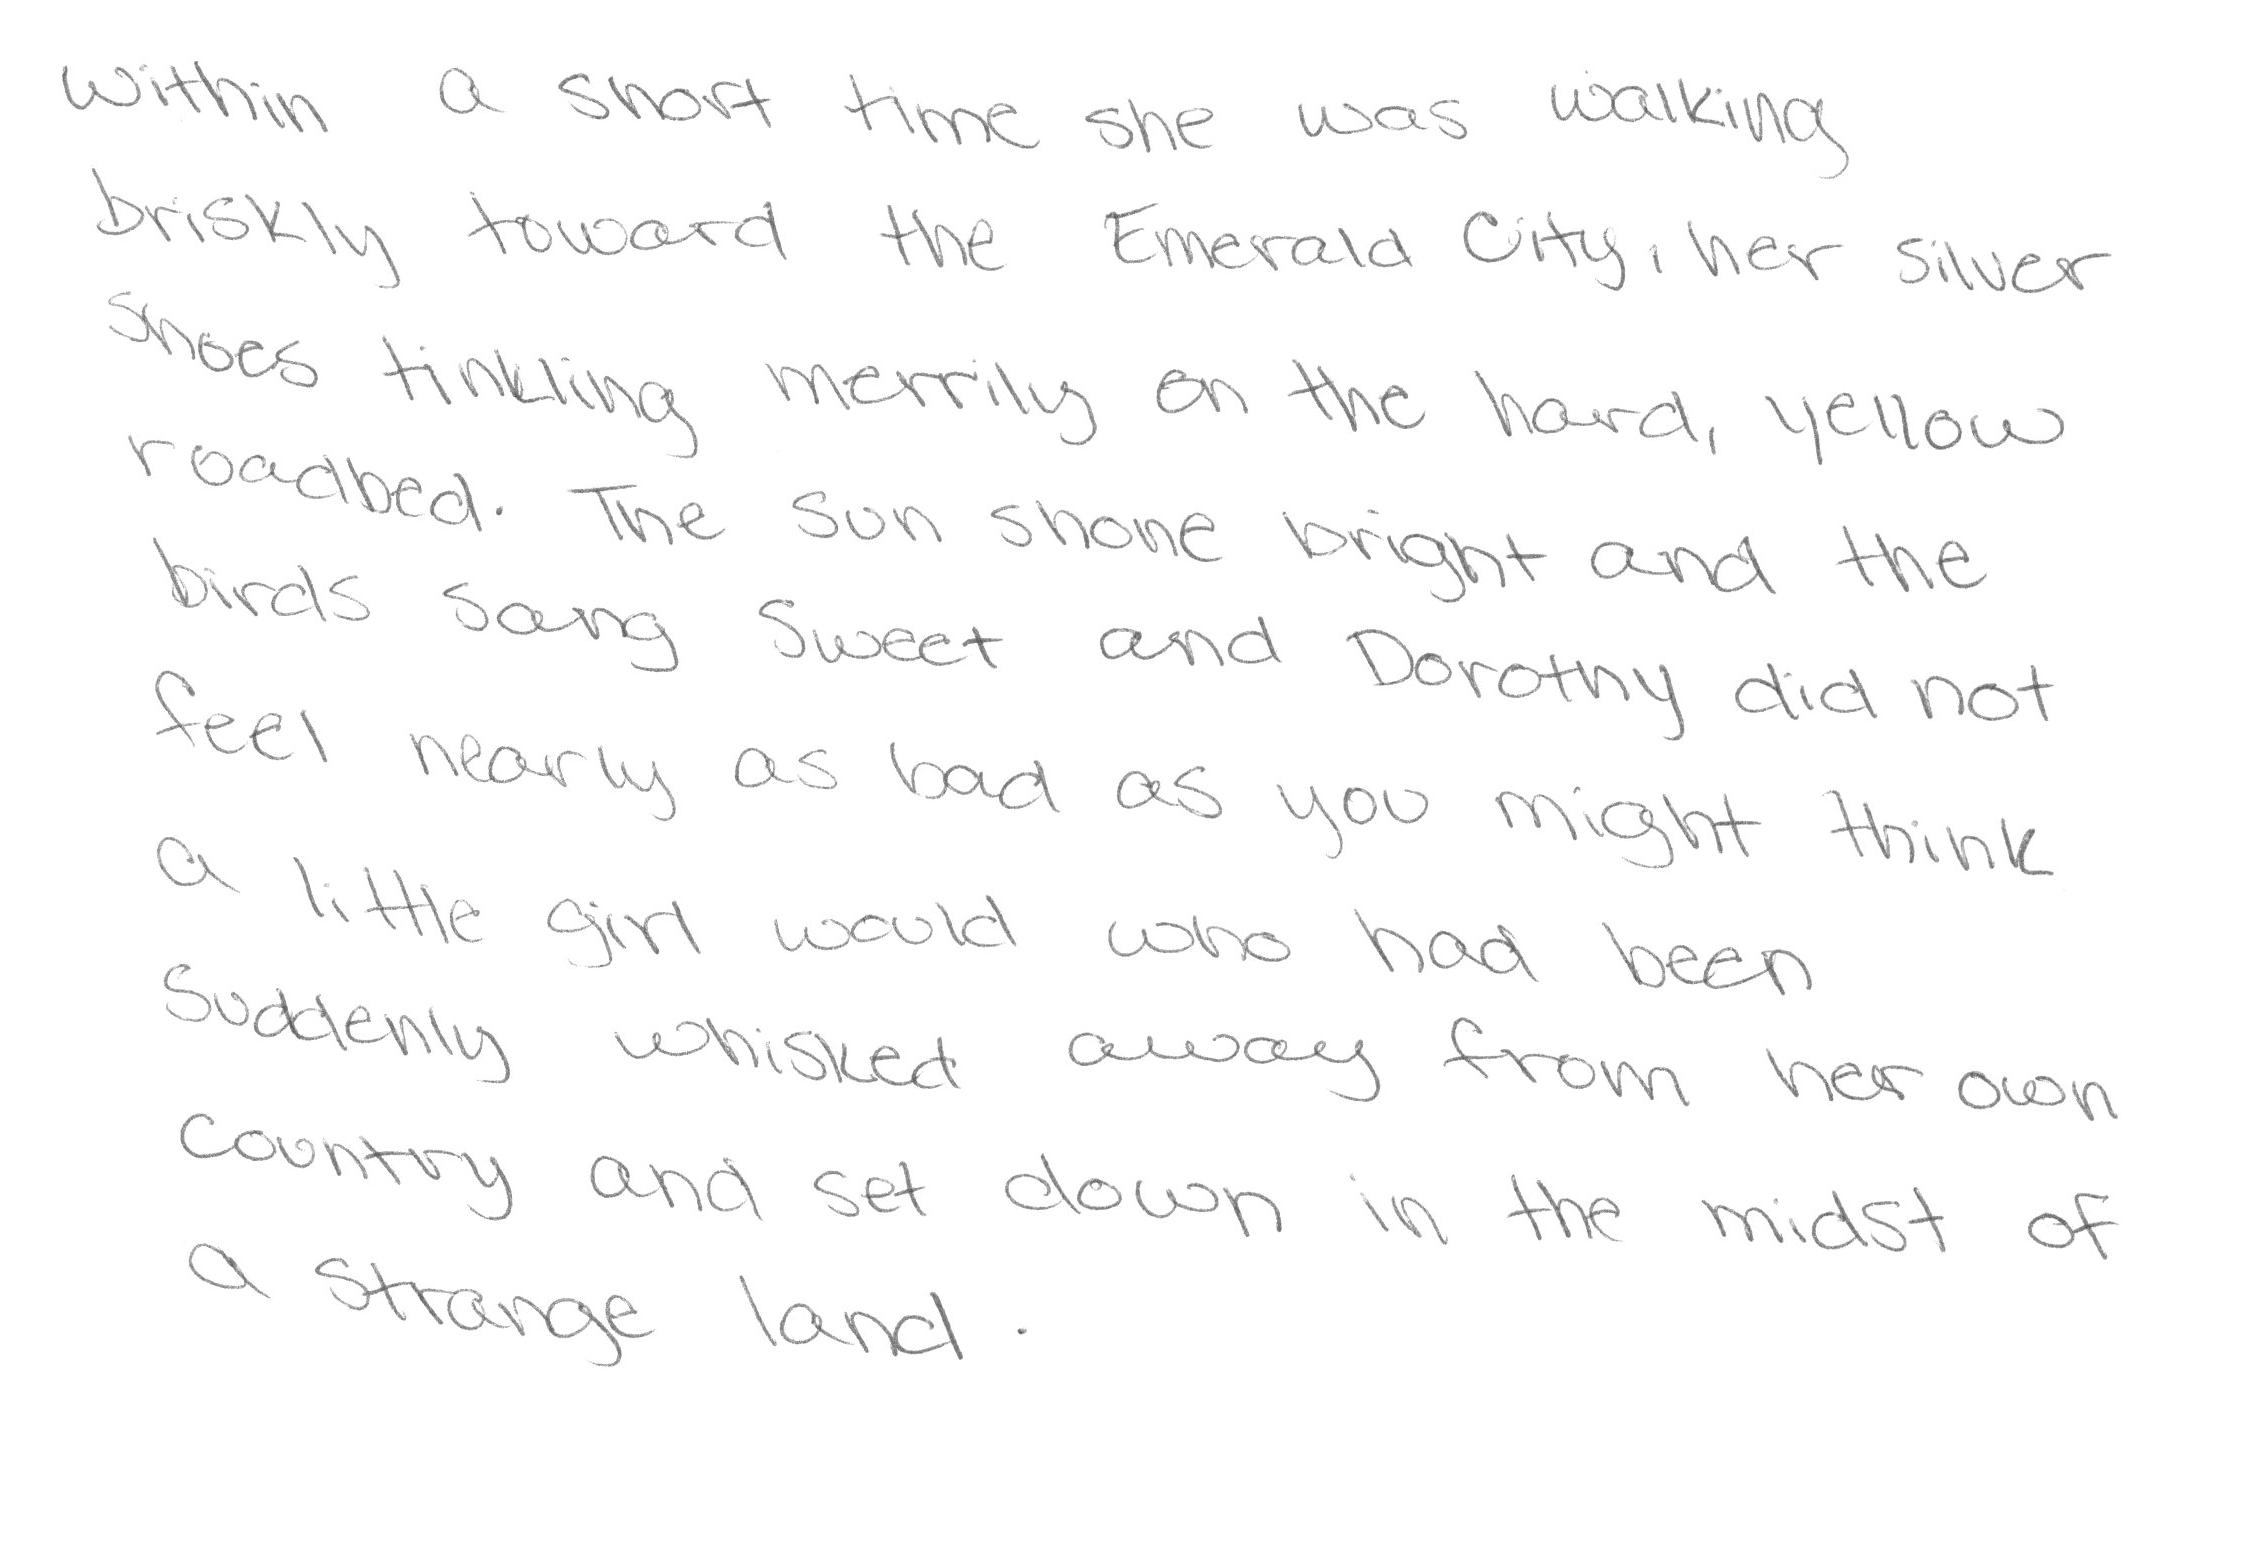 Within a short time she was walking
briskly toward the Emerald City, her silver
shoes tinkling merrily on the hard, yellow
roadbed. The sun shone bright and the
birds sang sweet and Dorothy did not
feel nearly as bad as you might think
a little girl would who had been
suddenly whisked away from her own
country and set down in the midst of
a strange land.